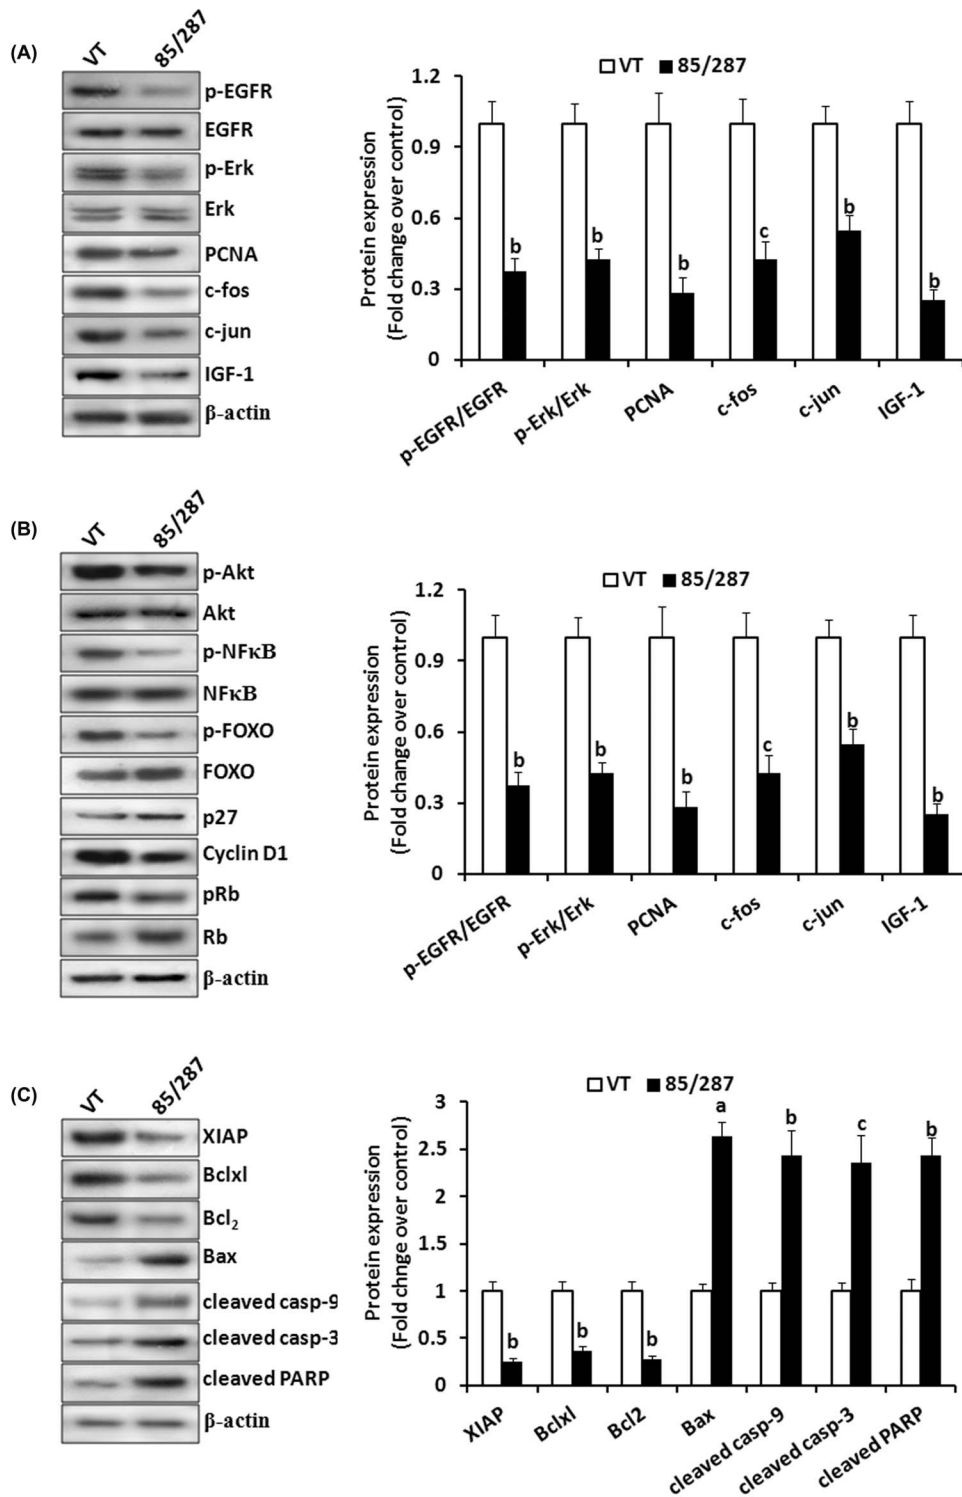 (A)
VT 85/287
p-EGFR
EGFR
p-Erk
Erk
PCNA
c-fos
c-jun
IGF-1
β-actin
VT 85/287
Protein expression
(Fold change over control)
1.2
0.9
0.6
0.3
0
b b b c b b
p-EGFR/EGFR p-Erk/Erk PCNA c-fos c-jun IGF-1
(B)
VT 85/287
p-Akt
Akt
p-NFκB
NFκB
p-FOXO
FOXO
p27
Cyclin D1
pRb
Rb
β-actin
VT 85/287
Protein expression
(Fold change over control)
1.2
0.9
0.6
0.3
0
b b b c b b
p-EGFR/EGFR p-Erk/Erk PCNA c-fos c-jun IGF-1
(C)
VT 85/287
XIAP
Bclxl
Bcl2
Bax
cleaved casp-9
cleaved casp-3
cleaved PARP
β-actin
VT 85/287
Protein expression
(Fold chnge over control)
3
2.5
2
1.5
1
0.5
0
b b b a b c b
XIAP Bclxl Bcl2 Bax cleaved casp-9 cleaved casp-3 cleaved PARP